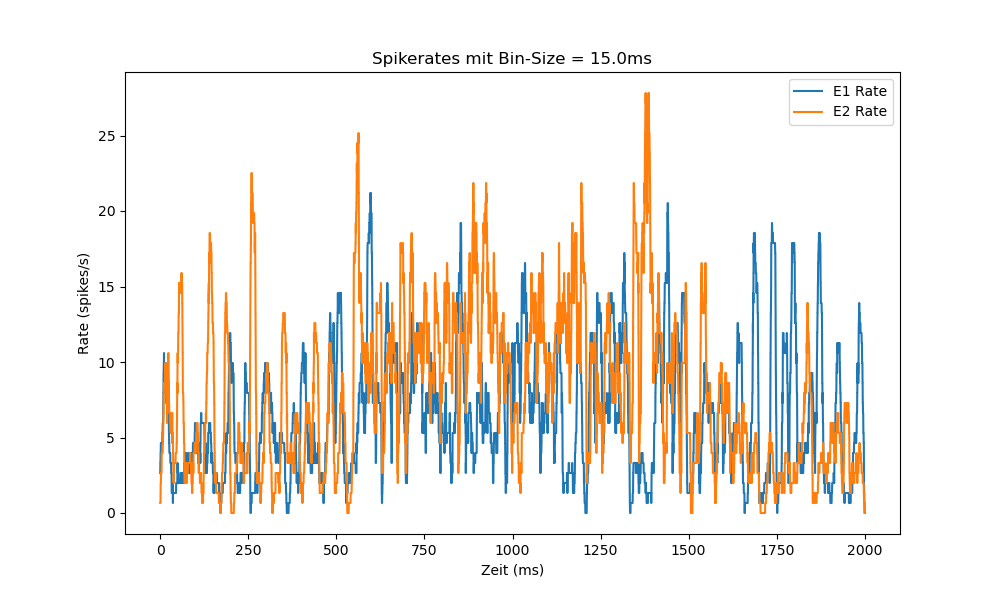 Spikerates mit Bin-Size = 15.0ms
E1 Rate
E2 Rate
Rate (spikes/s)
25
20
15
10
5
0
0 250 500 750 1000 1250 1500 1750 2000
Zeit (ms)